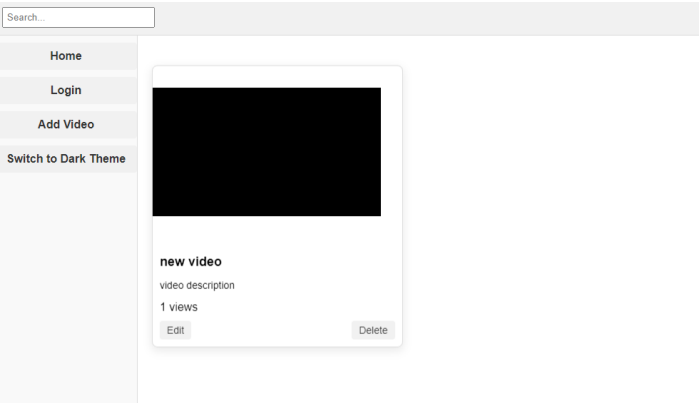 Search...
Home
Login
Add Video
Switch to Dark Theme
new video
video description
1 views
Edit
Delete